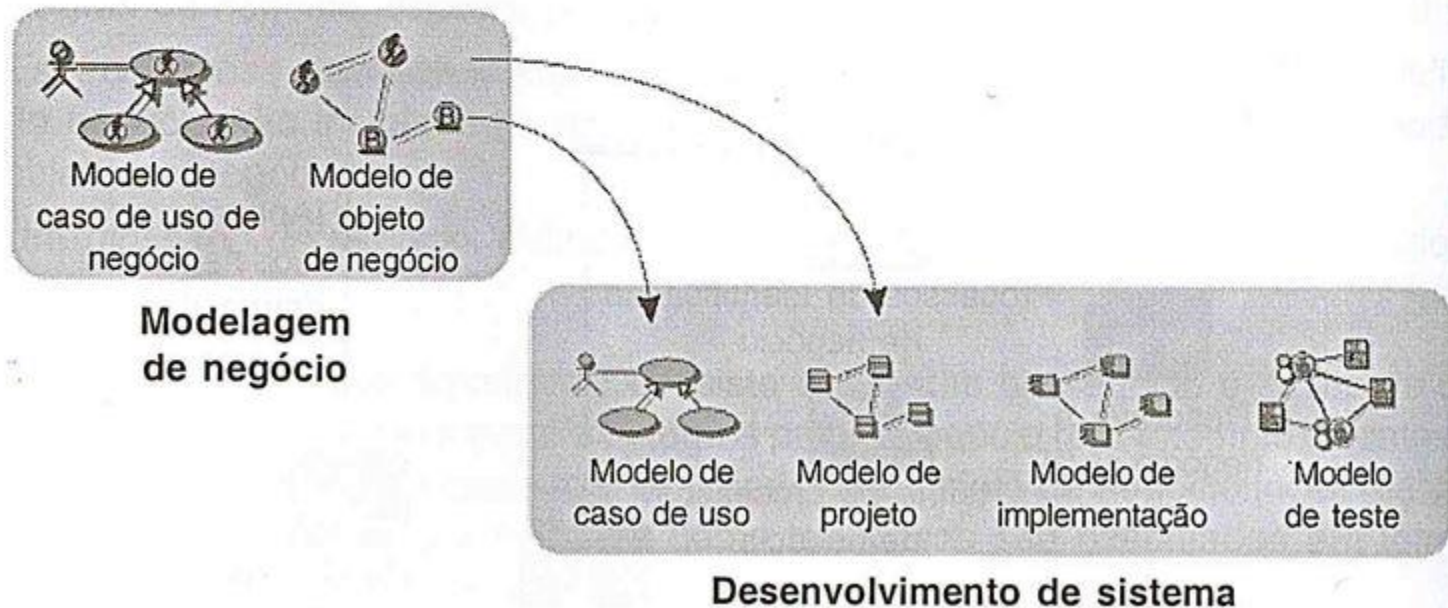 Modelo de
caso de uso de
negócio
Modelo de
objeto
de negócio
Modelagem
de negócio
Modelo de
caso de uso
Modelo de
projeto
Modelo de
implementação
Modelo
de teste
Desenvolvimento de sistema